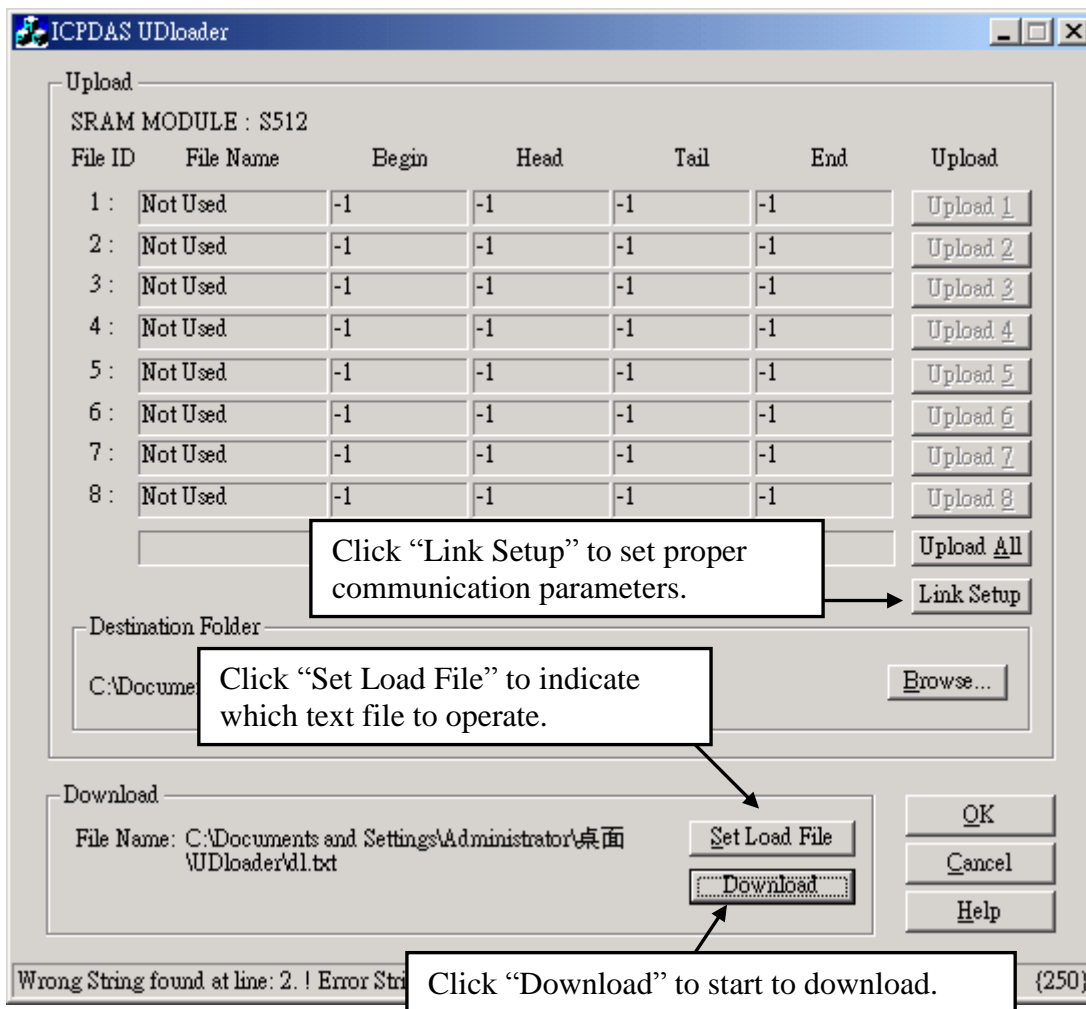 ICPDAS UDloader
Upload
SRAM MODULE : S512
File ID File Name Begin Head Tail End Upload
1 : Not Used -1 -1 -1 -1 Upload 1
2 : Not Used -1 -1 -1 -1 Upload 2
3 : Not Used -1 -1 -1 -1 Upload 3
4 : Not Used -1 -1 -1 -1 Upload 4
5 : Not Used -1 -1 -1 -1 Upload 5
6 : Not Used -1 -1 -1 -1 Upload 6
7 : Not Used -1 -1 -1 -1 Upload 7
8 : Not Used -1 -1 -1 -1 Upload 8
Upload All
Click “Link Setup” to set proper
communication parameters.
Link Setup
Destination Folder
C:\Docume
Browse...
Click “Set Load File” to indicate
which text file to operate.
Download
File Name: C:\Documents and Settings\Administrator\桌面
\UDloader\dl.txt
Set Load File
Download
OK
Cancel
Help
Wrong String found at line: 2. ! Error Stri
Click “Download” to start to download.
{250}